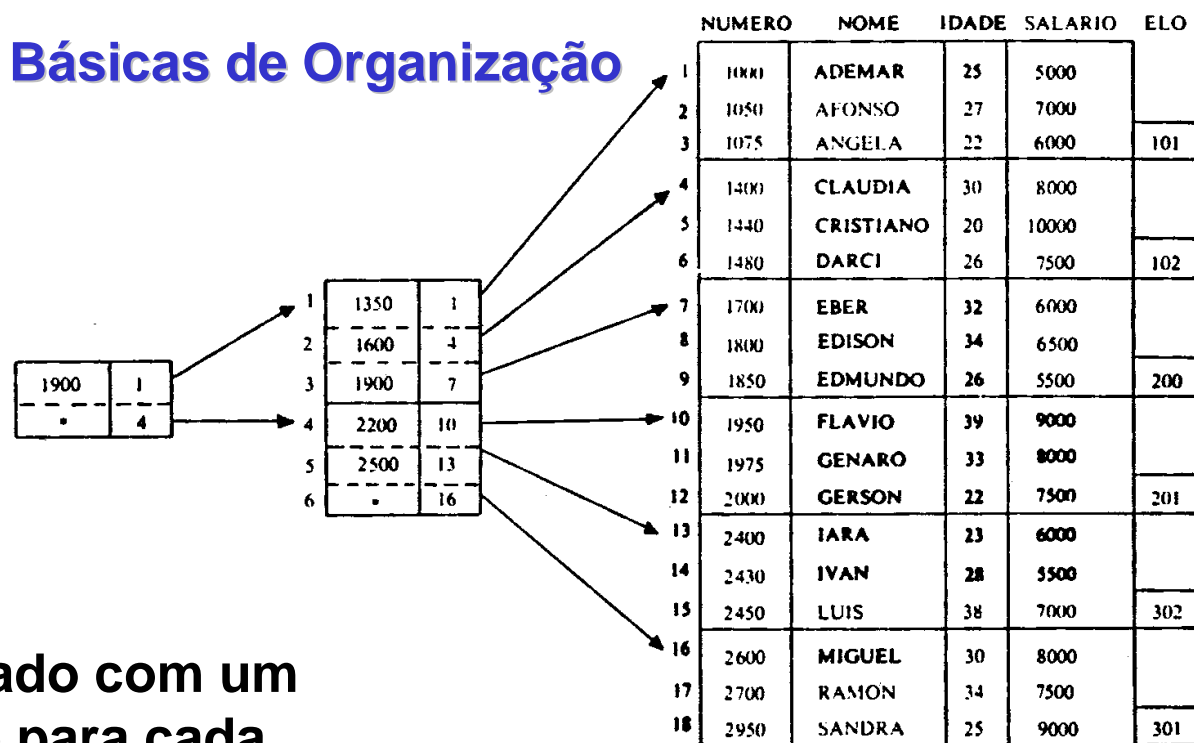 Básicas de Organização
NUMERO NOME IDADE SALARIO ELO
1 1000 ADEMAR 25 5000
2 1050 AFONSO 27 7000
3 1075 ANGELA 22 6000 101
4 1400 CLAUDIA 30 8000
5 1440 CRISTIANO 20 10000
6 1480 DARCI 26 7500 102
7 1700 EBER 32 6000
8 1800 EDISON 34 6500
9 1850 EDMUNDO 26 5500 200
10 1950 FLAVIO 39 9000
11 1975 GENARO 33 8000
12 2000 GERSON 22 7500 201
13 2400 IARA 23 6000
14 2430 IVAN 28 5500
15 2450 LUIS 38 7000 302
16 2600 MIGUEL 30 8000
17 2700 RAMON 34 7500
18 2950 SANDRA 25 9000 301
1 1350 1
2 1600 4
3 1900 7
4 2200 10
5 2500 13
6 * 16
1900 1
* 4
ado com um
para cada